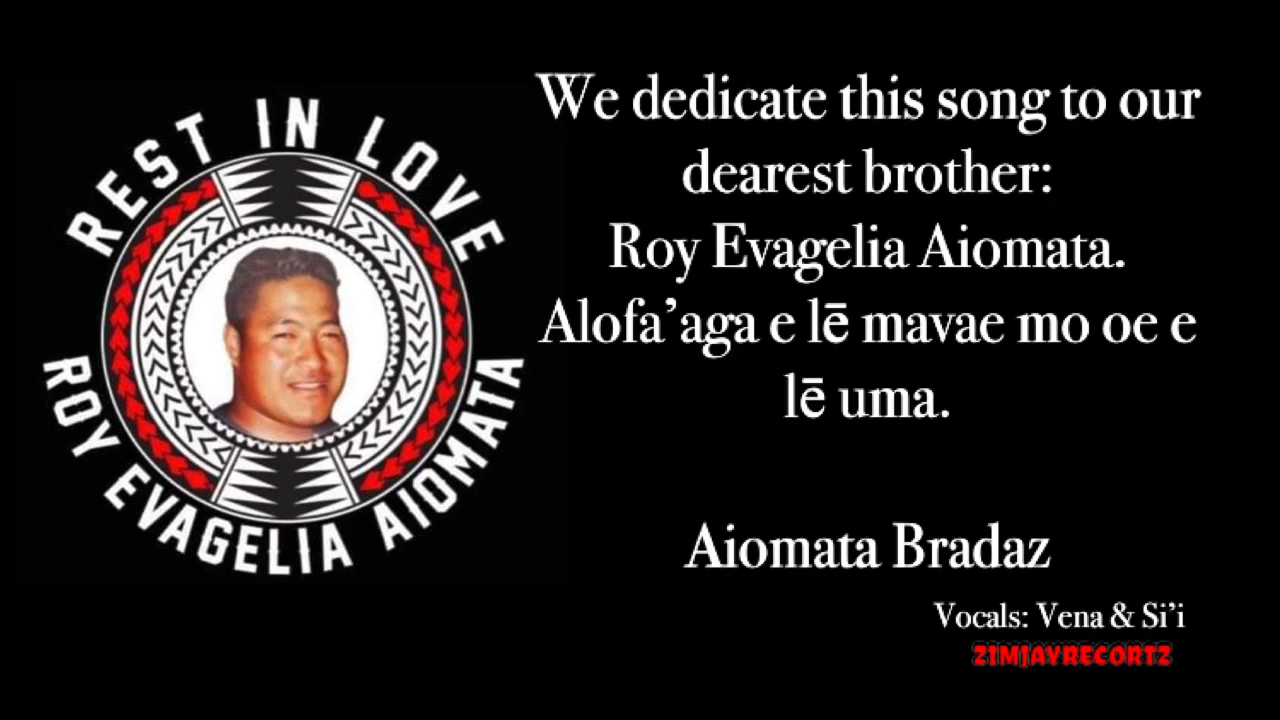 REST IN LOVE
ROY EVAGELIA AIOMATA
We dedicate this song to our
dearest brother:
Roy Evagelia Aiomata.
Alofa’aga e lē mavae mo oe e
lē uma.
Aiomata Bradaz
Vocals: Vena & Si’i
Z1MJAYRECORTZ